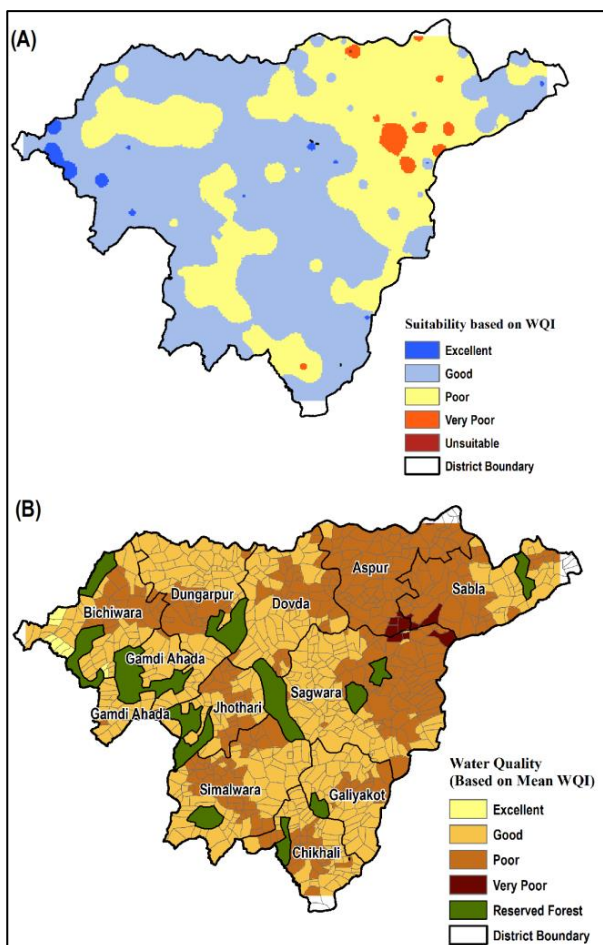 (A)
Suitability based on WQI
Excellent
Good
Poor
Very Poor
Unsuitable
District Boundary
(B)
Aspur
Sabla
Dungarpur
Dovda
Bichiwara
Gamdi Ahada
Sagwara
Gamdi Ahada
Jhothari
Simalwara
Galiyakot
Chikhali
Water Quality
(Based on Mean WQI)
Excellent
Good
Poor
Very Poor
Reserved Forest
District Boundary